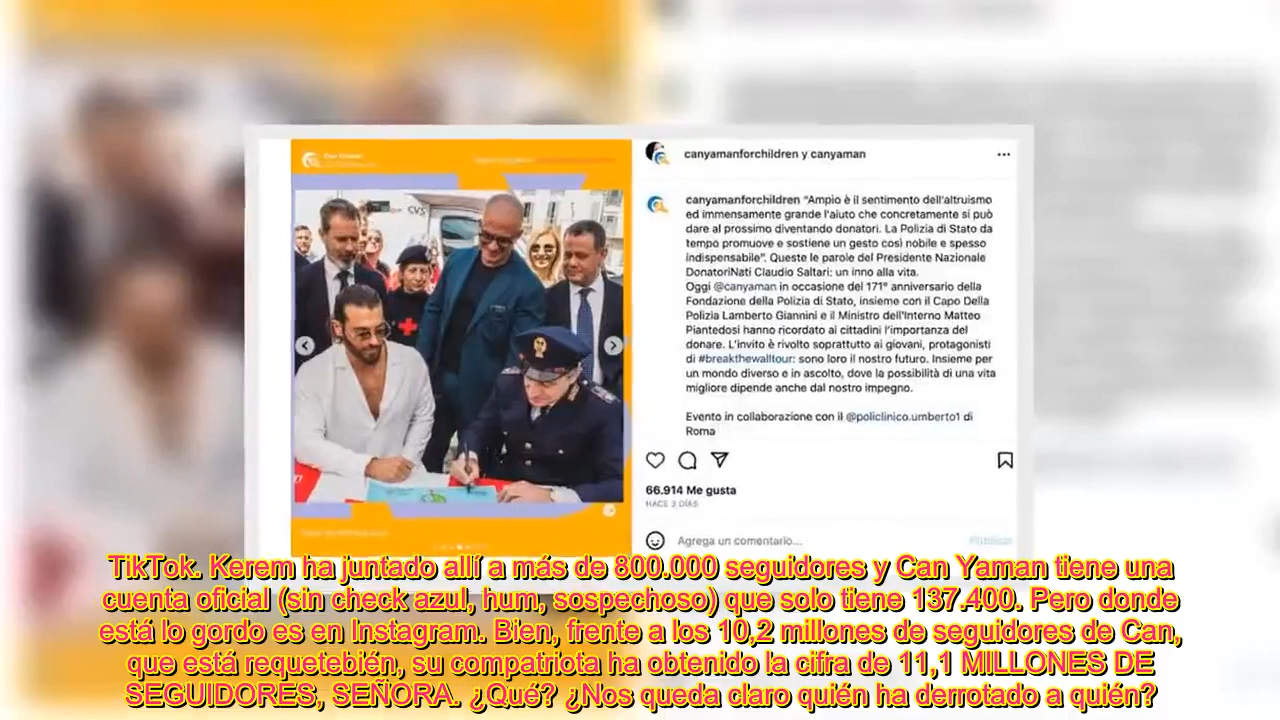 CVS
canyamanforchildren y canyaman
canyamanforchildren "Ampio è il sentimento dell'altruismo
ed immensamente grande l'aiuto che concretamente si può
dare al prossimo diventando donatori. La Polizia di Stato da
tempo promuove e sostiene un gesto così nobile e spesso
indispensabile". Queste le parole del Presidente Nazionale
DonatoriNati Claudio Saltari: un inno alla vita.
Oggi @canyaman in occasione del 171° anniversario della
Fondazione della Polizia di Stato, insieme con il Capo Della
Polizia Lamberto Giannini e il Ministro dell'Interno Matteo
Piantedosi hanno ricordato ai cittadini l'importanza del
donare. L'invito è rivolto soprattutto ai giovani, protagonisti
di #breakthewalltour: sono loro il nostro futuro. Insieme per
un mondo diverso e in ascolto, dove la possibilità di una vita
migliore dipende anche dal nostro impegno.
Evento in collaborazione con il @policlinico.umberto1 di
Roma
66.914 Me gusta
HACE 3 DÍAS
Agrega un comentario...
Publicar
TikTok. Kerem ha juntado allí a más de 800.000 seguidores y Can Yaman tiene una
cuenta oficial (sin check azul, hum, sospechoso) que solo tiene 137.400. Pero donde
está lo gordo es en Instagram. Bien, frente a los 10,2 millones de seguidores de Can,
que está requetebién, su compatriota ha obtenido la cifra de 11,1 MILLONES DE
SEGUIDORES, SEÑORA. ¿Qué? ¿Nos queda claro quién ha derrotado a quién?